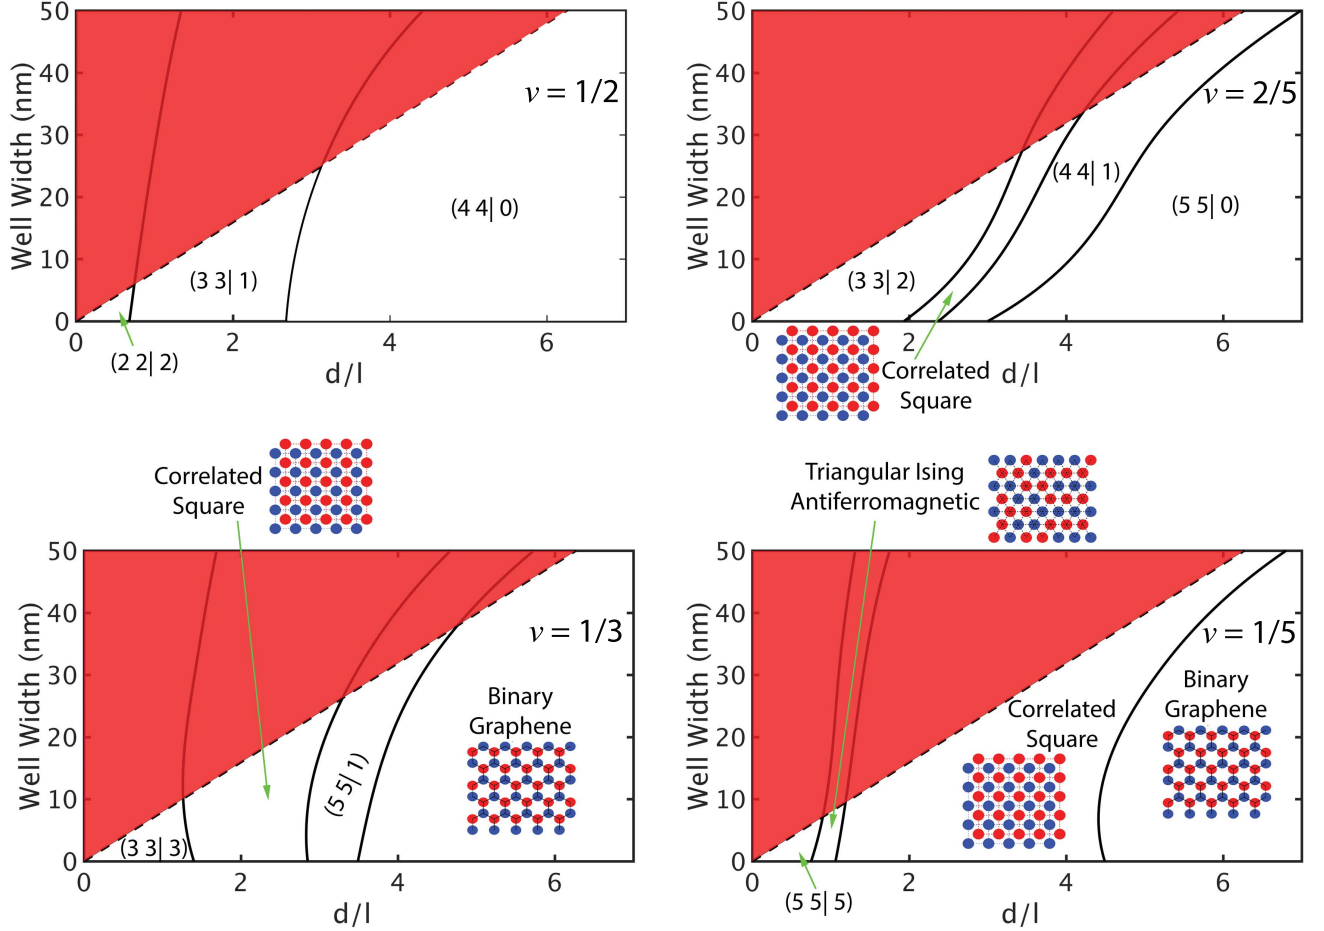 50
40
30
20
10
0
Well Width (nm)
ν = 1/2
(4 4| 0)
(3 3| 1)
(2 2| 2)
0 2 4 6
d/l
50
40
30
20
10
0
Well Width (nm)
ν = 2/5
(4 4| 1)
(5 5| 0)
(3 3| 2)
0 2 4 6
Correlated
Square
d/l
Correlated
Square
50
40
30
20
10
0
Well Width (nm)
ν = 1/3
Binary
Graphene
(5 5| 1)
(3 3| 3)
0 2 4 6
d/l
Triangular Ising
Antiferromagnetic
50
40
30
20
10
0
Well Width (nm)
ν = 1/5
Binary
Graphene
Correlated
Square
(5 5| 5)
0 2 4 6
d/l